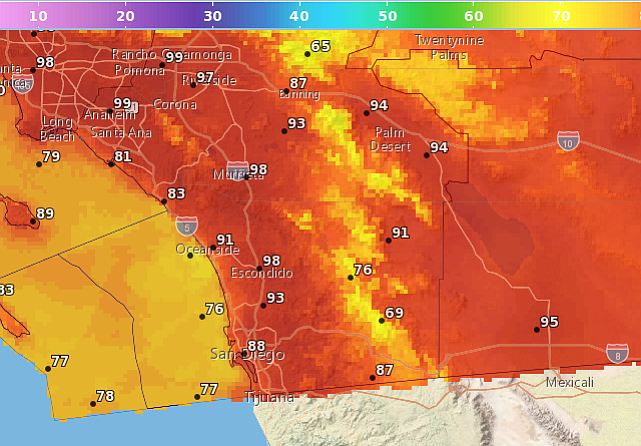 10 20 30 40 50 60 70
65
Twentynine
Palms
98
Rancho Cucamonga
99
Pomona
97
Riverside
87
Banning
99
Anaheim
Corona
94
Long
Beach
Santa Ana
93
Palm
Desert
10
79
81
98
94
Murrieta
83
89
5
91
91
Oceanside
98
Escondido
76
83
76
93
69
95
88
San Diego
8
77
87
78
77
Tijuana
Mexicali